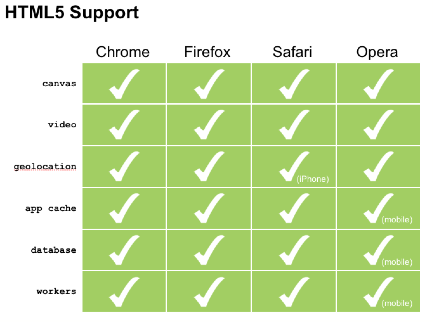 HTML5 Support
Chrome Firefox Safari Opera
canvas
video
geolocation
(iPhone)
app cache
(mobile)
database
(mobile)
workers
(mobile)